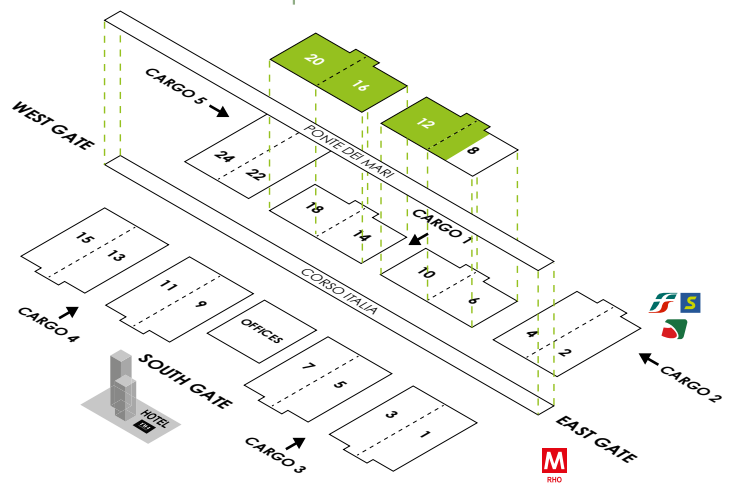 20
16
12
8
CARGO 5
WEST GATE
PONTE DEI MARI
24
22
18
14
CARGO 1
10
6
15
13
CORSO ITALIA
11
9
CARGO 4
OFFICES
4
2
S
CARGO 2
SOUTH GATE
7
5
HOTEL
3
1
CARGO 3
EAST GATE
M
RHO